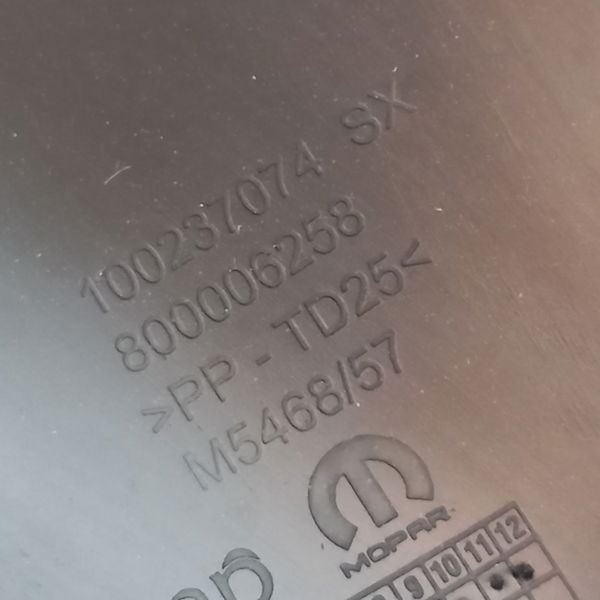 100237074 SX
800006258
>PP - TD25<
M5468/57
MOPAR
9 10 11 12